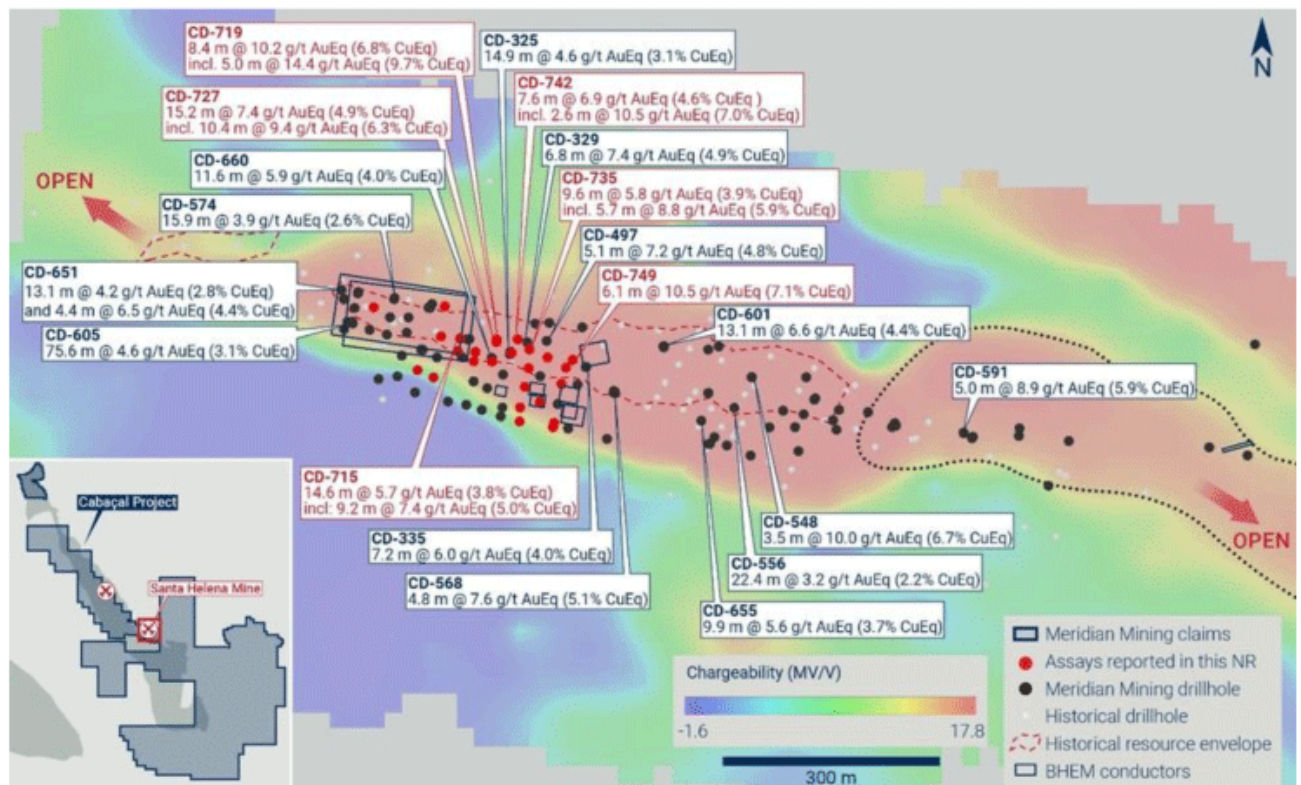 CD-719
8.4 m @ 10.2 g/t AuEq (6.8% CuEq)
incl. 5.0 m @ 14.4 g/t AuEq (9.7% CuEq)
CD-325
14.9 m @ 4.6 g/t AuEq (3.1% CuEq)
N
CD-727
15.2 m @ 7.4 g/t AuEq (4.9% CuEq)
incl. 10.4 m @ 9.4 g/t AuEq (6.3% CuEq)
CD-742
7.6 m @ 6.9 g/t AuEq (4.6% CuEq )
incl. 2.6 m @ 10.5 g/t AuEq (7.0% CuEq)
CD-660
11.6 m @ 5.9 g/t AuEq (4.0% CuEq)
CD-329
6.8 m @ 7.4 g/t AuEq (4.9% CuEq)
OPEN
CD-574
15.9 m @ 3.9 g/t AuEq (2.6% CuEq)
CD-735
9.6 m @ 5.8 g/t AuEq (3.9% CuEq)
incl. 5.7 m @ 8.8 g/t AuEq (5.9% CuEq)
CD-497
5.1 m @ 7.2 g/t AuEq (4.8% CuEq)
CD-651
13.1 m @ 4.2 g/t AuEq (2.8% CuEq)
and 4.4 m @ 6.5 g/t AuEq (4.4% CuEq)
CD-749
6.1 m @ 10.5 g/t AuEq (7.1% CuEq)
CD-605
75.6 m @ 4.6 g/t AuEq (3.1% CuEq)
CD-601
13.1 m @ 6.6 g/t AuEq (4.4% CuEq)
CD-591
5.0 m @ 8.9 g/t AuEq (5.9% CuEq)
CD-715
14.6 m @ 5.7 g/t AuEq (3.8% CuEq)
incl: 9.2 m @ 7.4 g/t AuEq (5.0% CuEq)
CD-335
7.2 m @ 6.0 g/t AuEq (4.0% CuEq)
CD-568
4.8 m @ 7.6 g/t AuEq (5.1% CuEq)
CD-548
3.5 m @ 10.0 g/t AuEq (6.7% CuEq)
CD-556
22.4 m @ 3.2 g/t AuEq (2.2% CuEq)
CD-655
9.9 m @ 5.6 g/t AuEq (3.7% CuEq)
OPEN
Cabaçal Project
Santa Helena Mine
Chargeability (MV/V)
-1.6
17.8
300 m
Meridian Mining claims
Assays reported in this NR
Meridian Mining drillhole
Historical drillhole
Historical resource envelope
BHEM conductors